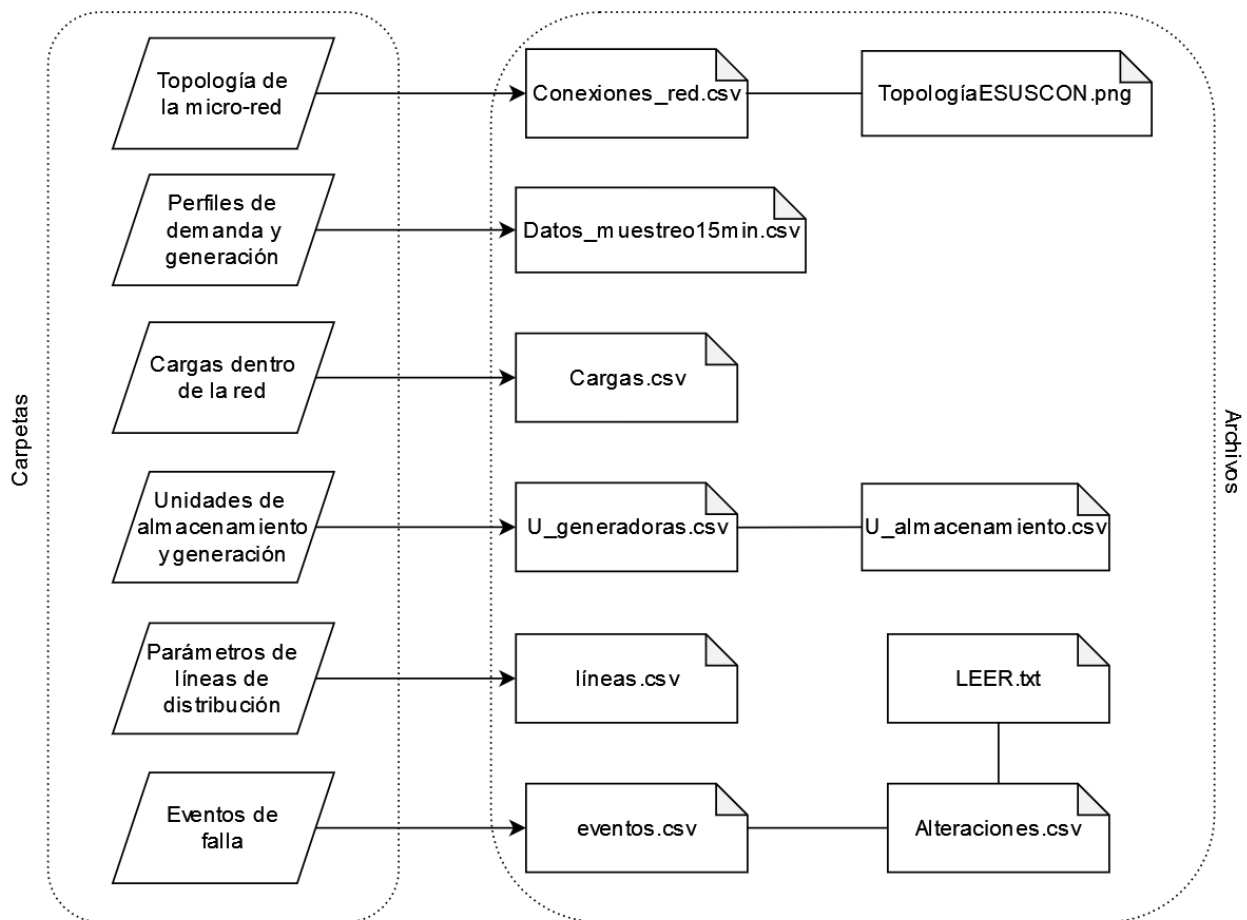 Carpetas
Archivos
Topología de
la micro-red
Conexiones_red.csv
TopologíaESUSCON.png
Perfiles de
demanda y
generación
Datos_muestreo15min.csv
Cargas dentro
de la red
Cargas.csv
Unidades de
almacenamiento
y generación
U_generadoras.csv
U_almacenamiento.csv
Parámetros de
líneas de
distribución
líneas.csv
LEER.txt
Eventos de
falla
eventos.csv
Alteraciones.csv